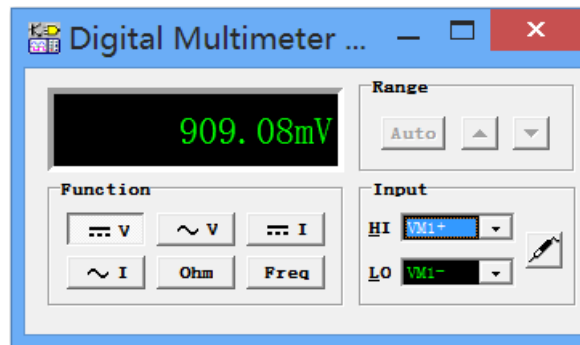 Digital Multimeter ...
909.08mV
Range
Auto
Function
V
V
I
I
Ohm
Freq
Input
HI VM1+
LO VM1-